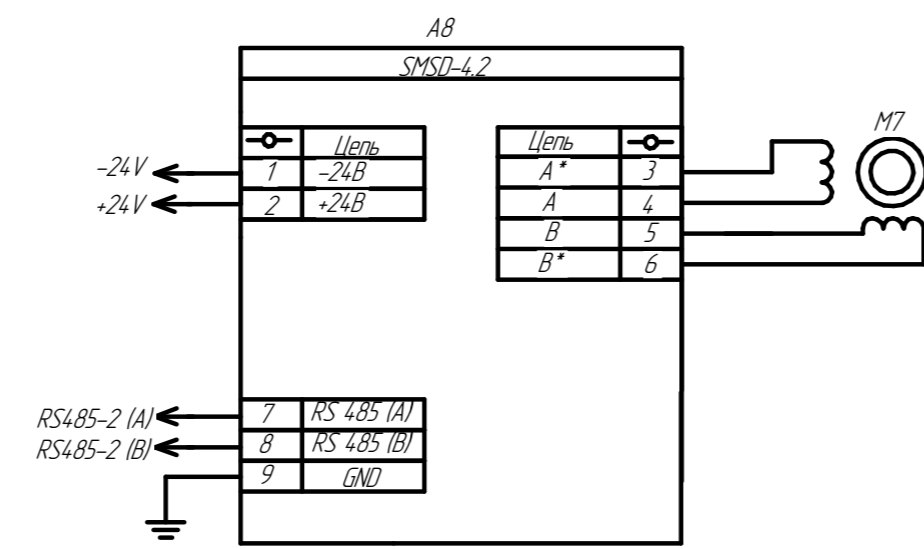 A8
SMSD-4.2
Цепь
-24V 1 -24В
+24V 2 +24В
Цепь
A* 3
A 4
B 5
B* 6
M7
RS485-2 (A) 7 RS 485 (A)
RS485-2 (B) 8 RS 485 (B)
9 GND